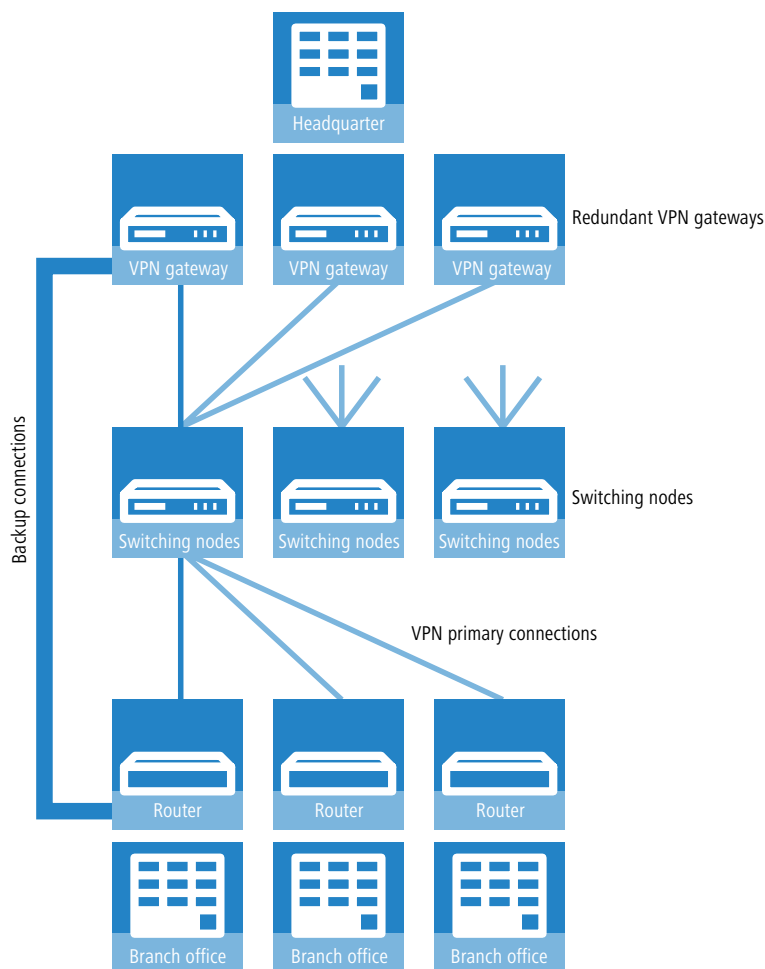 Headquarter
VPN gateway
VPN gateway
VPN gateway
Redundant VPN gateways
Backup connections
Switching nodes
Switching nodes
Switching nodes
Switching nodes
VPN primary connections
Router
Router
Router
Branch office
Branch office
Branch office